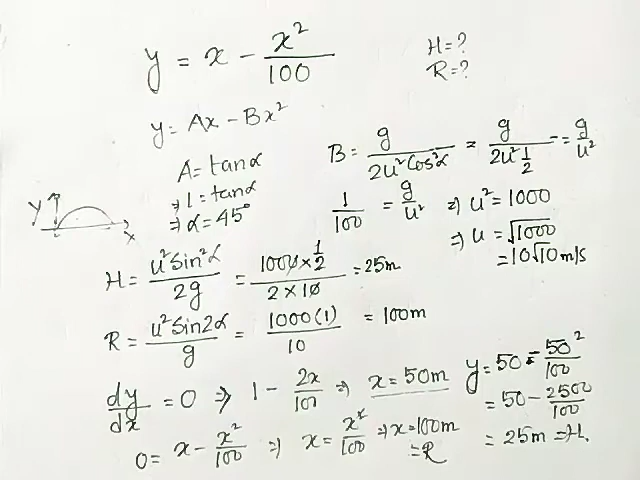 y = x - x²/100
H = ?
R = ?
y = Ax - Bx²
A = tanα
⇒ 1 = tanα
⇒ α = 45°
B = g/2u²Cos²α = g/2u²½ = g/u²
1/100 = g/u² ⇒ u² = 1000
⇒ u = √1000
= 10√10 m/s
Y
X
H = u²Sin²α/2g = 1000 × ½/2 × 10 = 25m
R = u²Sin2α/g = 1000(1)/10 = 100m
dy/dx = 0 ⇒ 1 - 2x/100 ⇒ x = 50m
y = 50 - 50²/100
= 50 - 2500/100
= 25m = H.
0 = x - x²/100 ⇒ x = x²/100 ⇒ x = 100m
= R